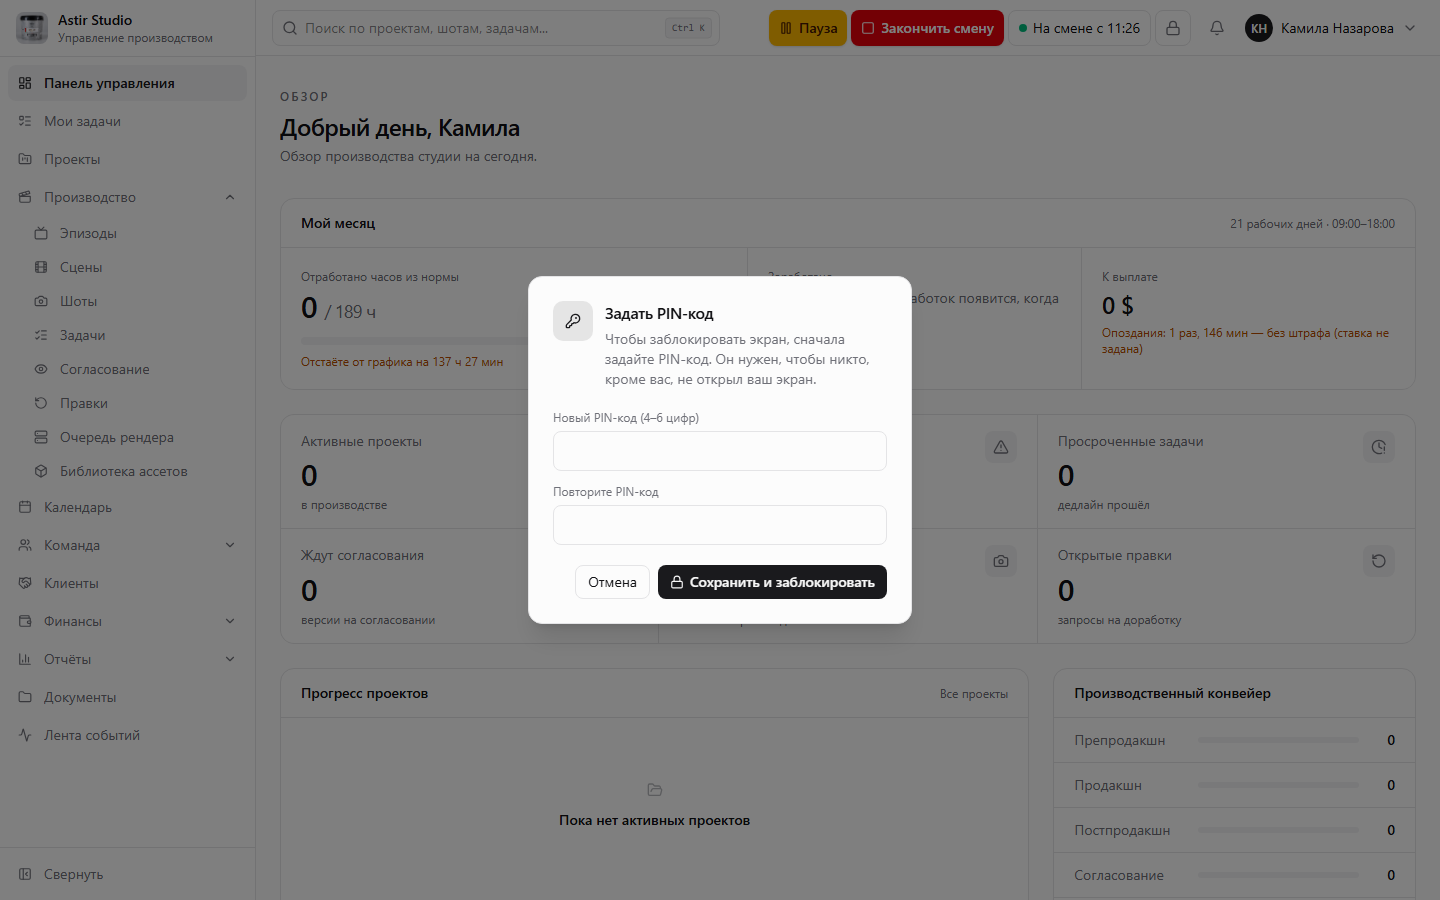 Astir Studio
Управление производством
Поиск по проектам, шотам, задачам...
Ctrl K
Пауза
Закончить смену
На смене с 11:26
КН
Камила Назарова
Панель управления
Мои задачи
Проекты
Производство
Эпизоды
Сцены
Шоты
Задачи
Согласование
Правки
Очередь рендера
Библиотека ассетов
Календарь
Команда
Клиенты
Финансы
Отчёты
Документы
Лента событий
Свернуть
ОБЗОР
Добрый день, Камила
Обзор производства студии на сегодня.
Мой месяц
21 рабочих дней · 09:00–18:00
Отработано часов из нормы
0 / 189 ч
Отстаёте от графика на 137 ч 27 мин
появится, когда
К выплате
0 $
Опоздания: 1 раз, 146 мин — без штрафа (ставка не
задана)
Задать PIN-код
Чтобы заблокировать экран, сначала
задайте PIN-код. Он нужен, чтобы никто,
кроме вас, не открыл ваш экран.
Новый PIN-код (4–6 цифр)
Повторите PIN-код
Отмена
Сохранить и заблокировать
Активные проекты
0
в производстве
Просроченные задачи
0
дедлайн прошёл
Ждут согласования
0
версии на согласовании
Открытые правки
0
запросы на доработку
Прогресс проектов
Все проекты
Пока нет активных проектов
Производственный конвейер
Препродакшн 0
Продакшн 0
Постпродакшн 0
Согласование 0